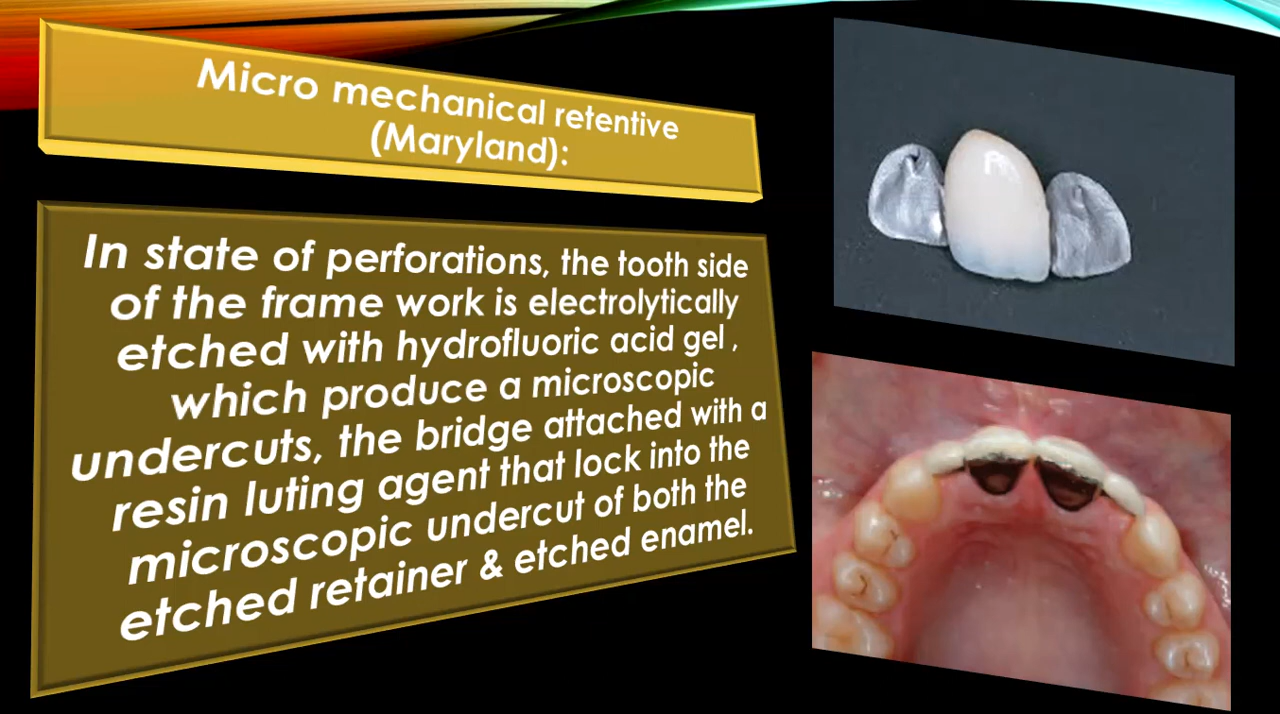 Micro mechanical retentive
(Maryland):
In state of perforations, the tooth side
of the frame work is electrolytically
etched with hydrofluoric acid gel ,
which produce a microscopic
undercuts, the bridge attached with a
resin luting agent that lock into the
microscopic undercut of both the
etched retainer & etched enamel.